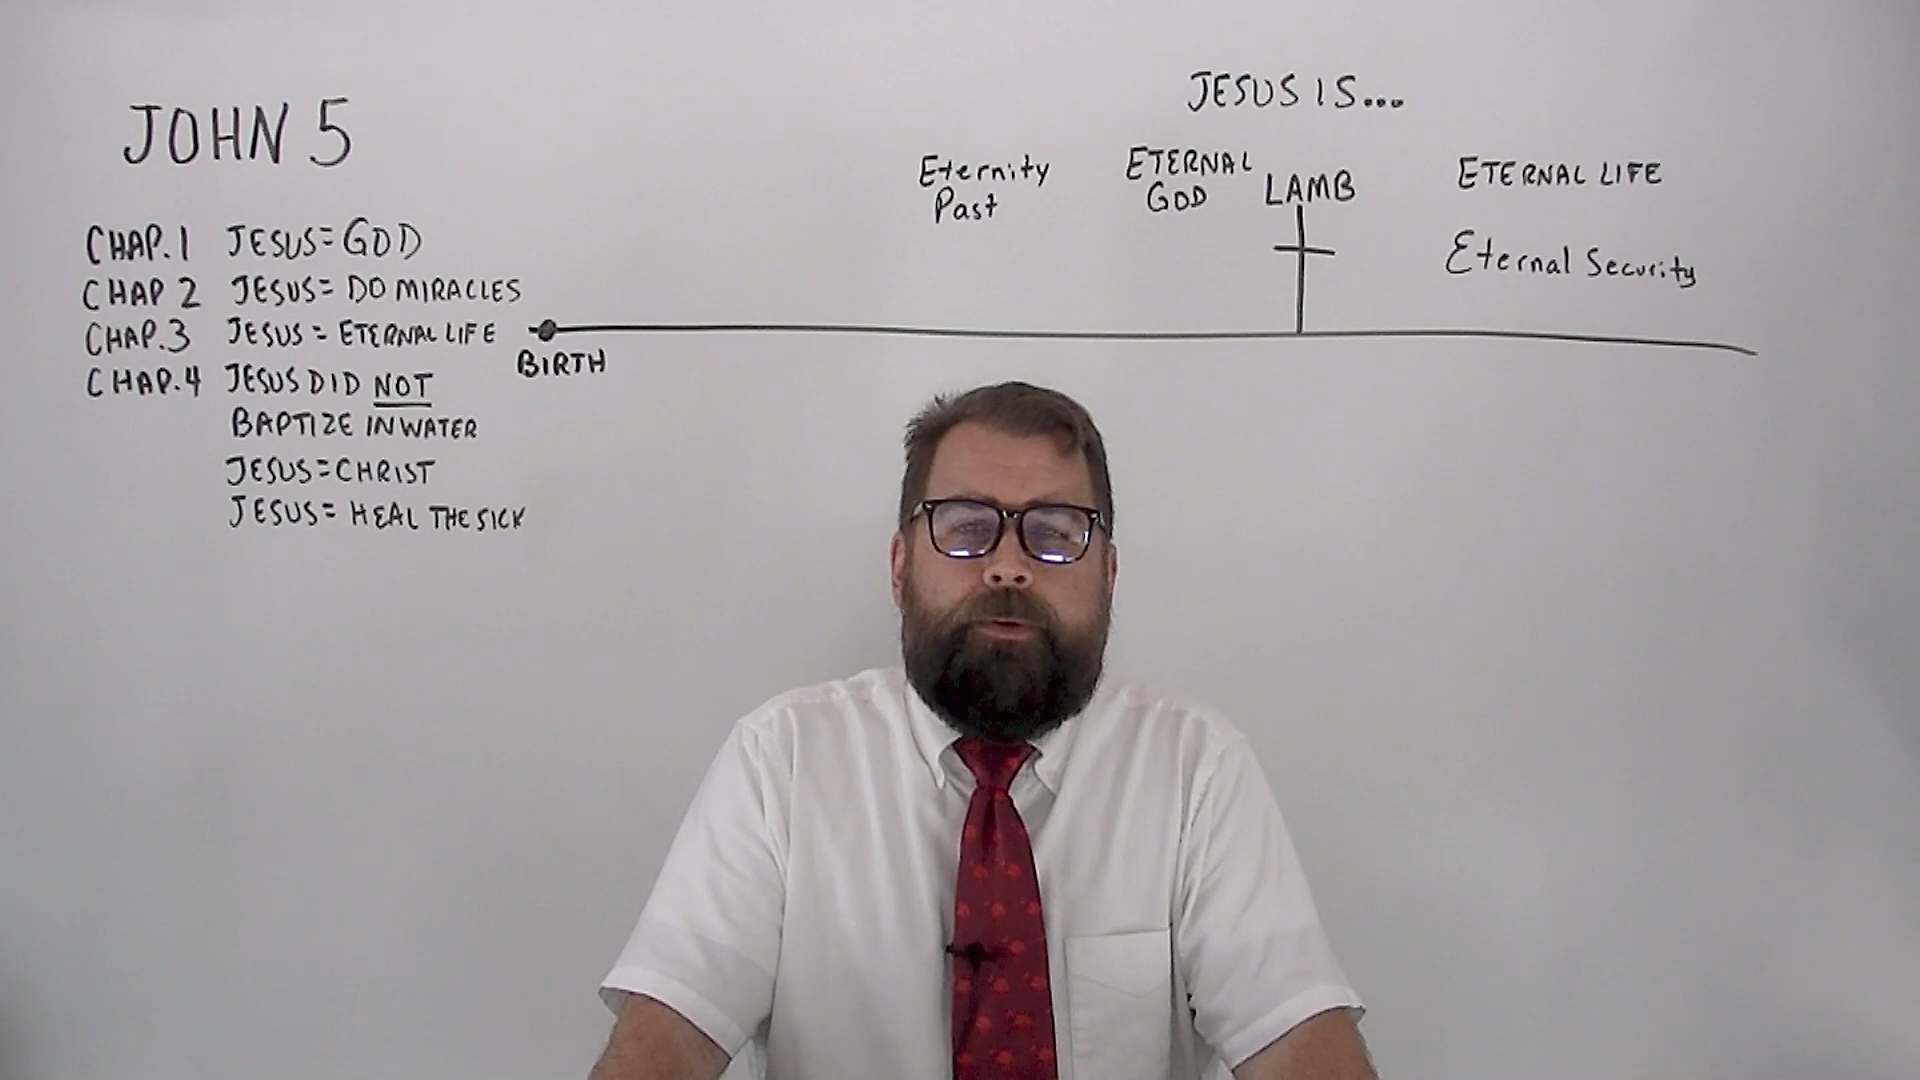 JOHN 5
CHAP.1 JESUS=GOD
CHAP 2 JESUS= DO MIRACLES
CHAP.3 JESUS = ETERNAL LIFE
CHAP.4 JESUS DID NOT
BAPTIZE IN WATER
JESUS=CHRIST
JESUS= HEAL THE SICK
BIRTH
JESUS IS...
Eternity
Past
ETERNAL
GOD
LAMB
ETERNAL LIFE
Eternal Security